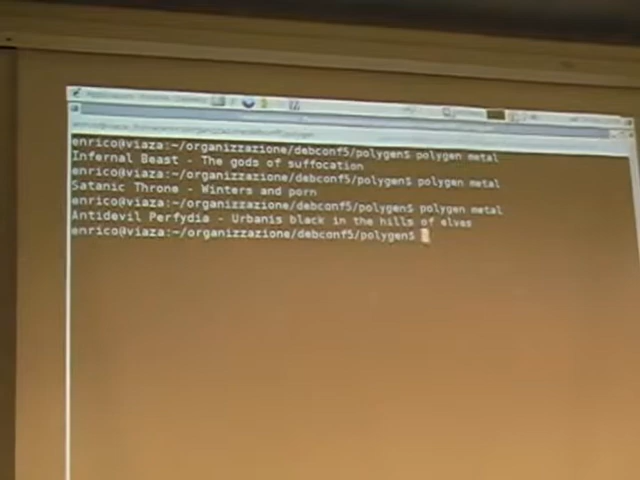 enrico@viaza:~/organizzazione/debconf5/polygen$ polygen metal
Infernal Beast - The gods of suffocation
enrico@viaza:~/organizzazione/debconf5/polygen$ polygen metal
Satanic Throne - Winters and porn
enrico@viaza:~/organizzazione/debconf5/polygen$ polygen metal
Antidevil Perfydia - Urbanis black in the hills of elves
enrico@viaza:~/organizzazione/debconf5/polygen$